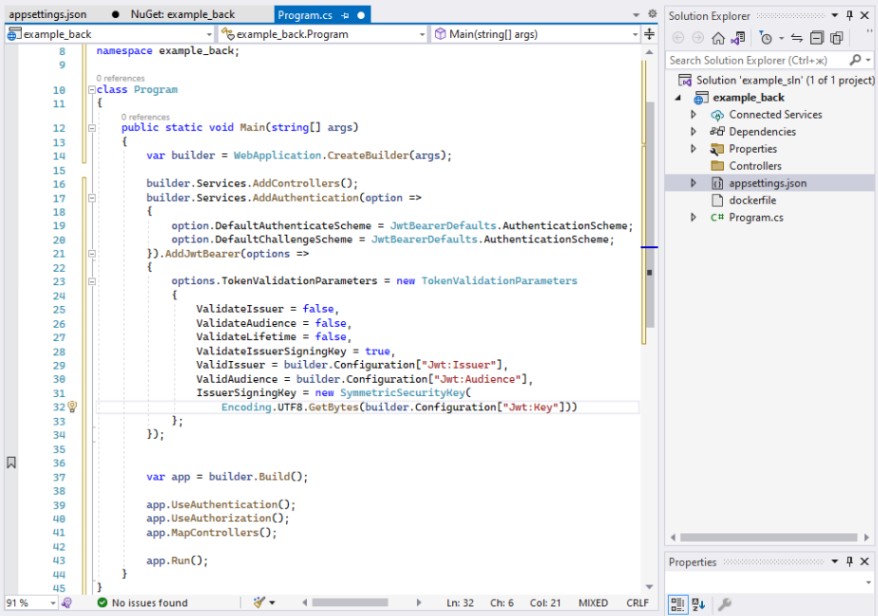 appsettings.json
NuGet: example_back
Program.cs
example_back
example_back.Program
Main(string[] args)
8 namespace example_back;
9
0 references
10 class Program
11 {
0 references
12 public static void Main(string[] args)
13 {
14 var builder = WebApplication.CreateBuilder(args);
15
16 builder.Services.AddControllers();
17 builder.Services.AddAuthentication(option =>
18 {
19 option.DefaultAuthenticateScheme = JwtBearerDefaults.AuthenticationScheme;
20 option.DefaultChallengeScheme = JwtBearerDefaults.AuthenticationScheme;
21 }).AddJwtBearer(options =>
22 {
23 options.TokenValidationParameters = new TokenValidationParameters
24 {
25 ValidateIssuer = false,
26 ValidateAudience = false,
27 ValidateLifetime = false,
28 ValidateIssuerSigningKey = true,
29 ValidIssuer = builder.Configuration["Jwt:Issuer"],
30 ValidAudience = builder.Configuration["Jwt:Audience"],
31 IssuerSigningKey = new SymmetricSecurityKey(
32 Encoding.UTF8.GetBytes(builder.Configuration["Jwt:Key"]))
33 };
34 });
35
36
37 var app = builder.Build();
38
39 app.UseAuthentication();
40 app.UseAuthorization();
41 app.MapControllers();
42
43 app.Run();
44 }
45 }
91 %
No issues found
Ln: 32
Ch: 6
Col: 21
MIXED
CRLF
Solution Explorer
Search Solution Explorer (Ctrl+ж)
Solution 'example_sln' (1 of 1 project)
example_back
Connected Services
Dependencies
Properties
Controllers
appsettings.json
dockerfile
C# Program.cs
Properties